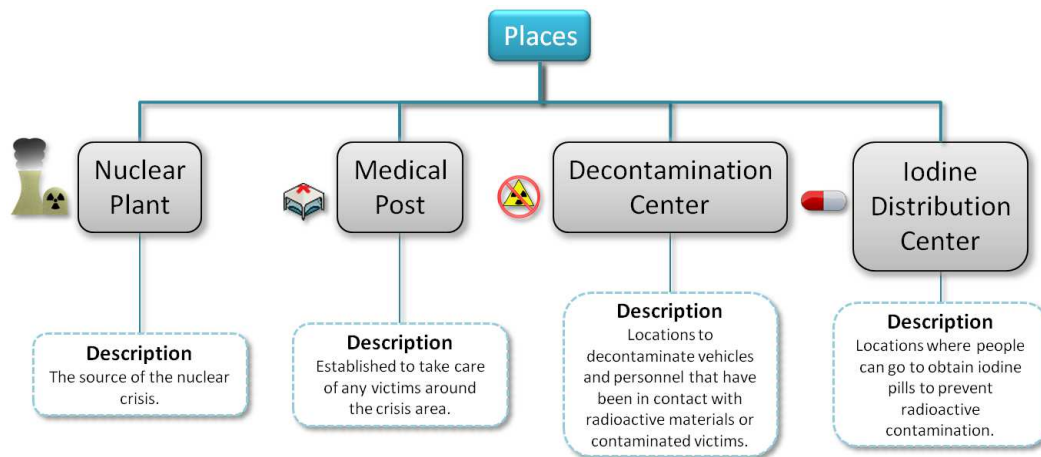 Places
Nuclear
Plant
Medical
Post
Decontamination
Center
Iodine
Distribution
Center
Description
The source of the nuclear
crisis.
Description
Established to take care
of any victims around
the crisis area.
Description
Locations to
decontaminate vehicles
and personnel that have
been in contact with
radioactive materials or
contaminated victims.
Description
Locations where people
can go to obtain iodine
pills to prevent
radioactive
contamination.